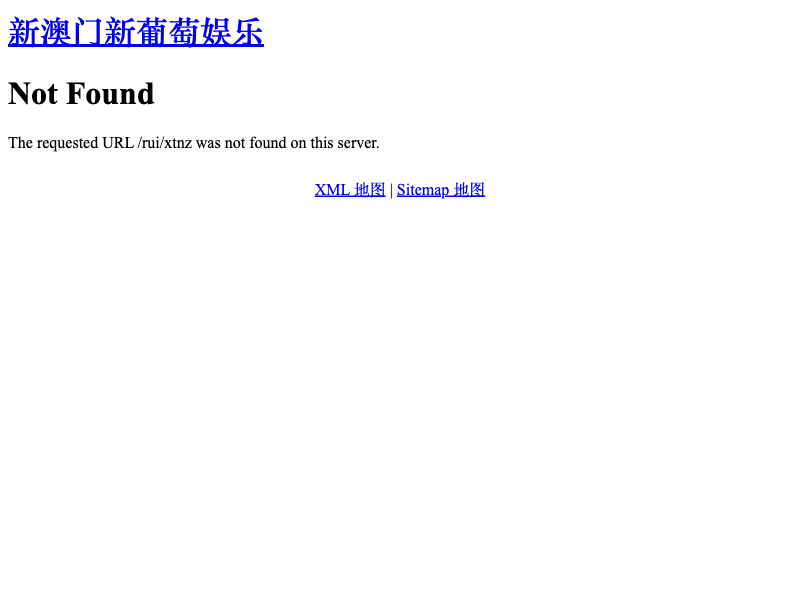 新澳门新葡萄娱乐
Not Found
The requested URL /rui/xtnz was not found on this server.
XML 地图 | Sitemap 地图